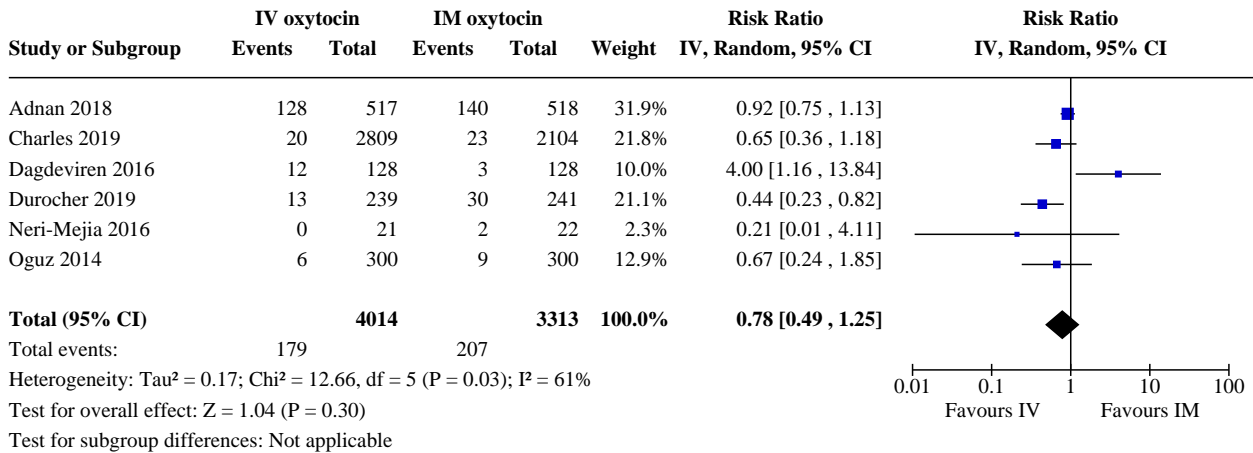 IV oxytocin IM oxytocin Risk Ratio Risk Ratio
Study or Subgroup Events Total Events Total Weight IV, Random, 95% CI IV, Random, 95% CI
Adnan 2018 128 517 140 518 31.9% 0.92 [0.75 , 1.13]
Charles 2019 20 2809 23 2104 21.8% 0.65 [0.36 , 1.18]
Dagdeviren 2016 12 128 3 128 10.0% 4.00 [1.16 , 13.84]
Durocher 2019 13 239 30 241 21.1% 0.44 [0.23 , 0.82]
Neri-Mejia 2016 0 21 2 22 2.3% 0.21 [0.01 , 4.11]
Oguz 2014 6 300 9 300 12.9% 0.67 [0.24 , 1.85]
Total (95% CI) 4014 3313 100.0% 0.78 [0.49 , 1.25]
Total events: 179 207
Heterogeneity: Tau² = 0.17; Chi² = 12.66, df = 5 (P = 0.03); I² = 61%
0.01 0.1 1 10 100
Test for overall effect: Z = 1.04 (P = 0.30)
Favours IV Favours IM
Test for subgroup differences: Not applicable